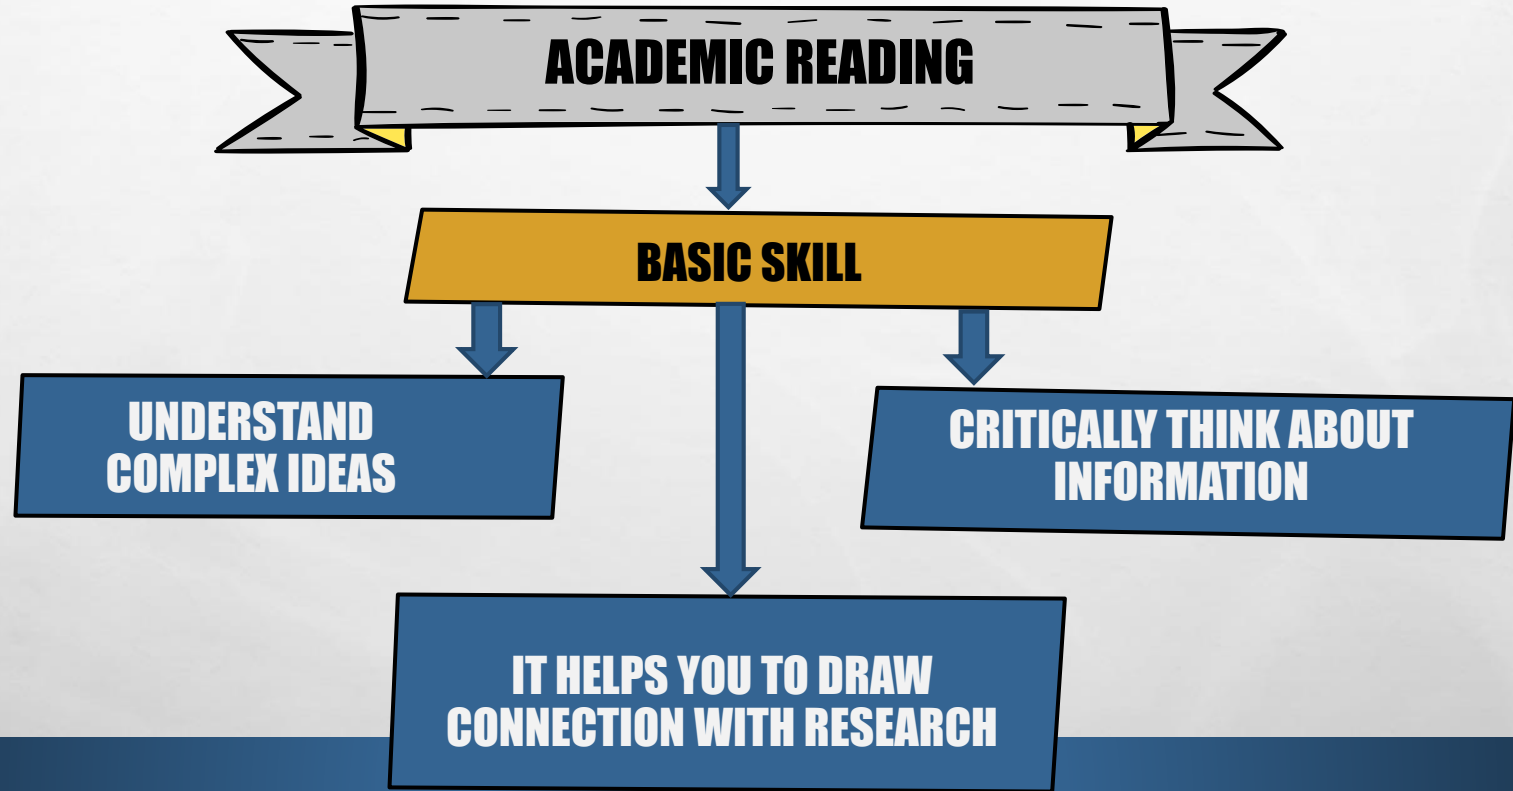 ACADEMIC READING
BASIC SKILL
UNDERSTAND
COMPLEX IDEAS
CRITICALLY THINK ABOUT
INFORMATION
IT HELPS YOU TO DRAW
CONNECTION WITH RESEARCH